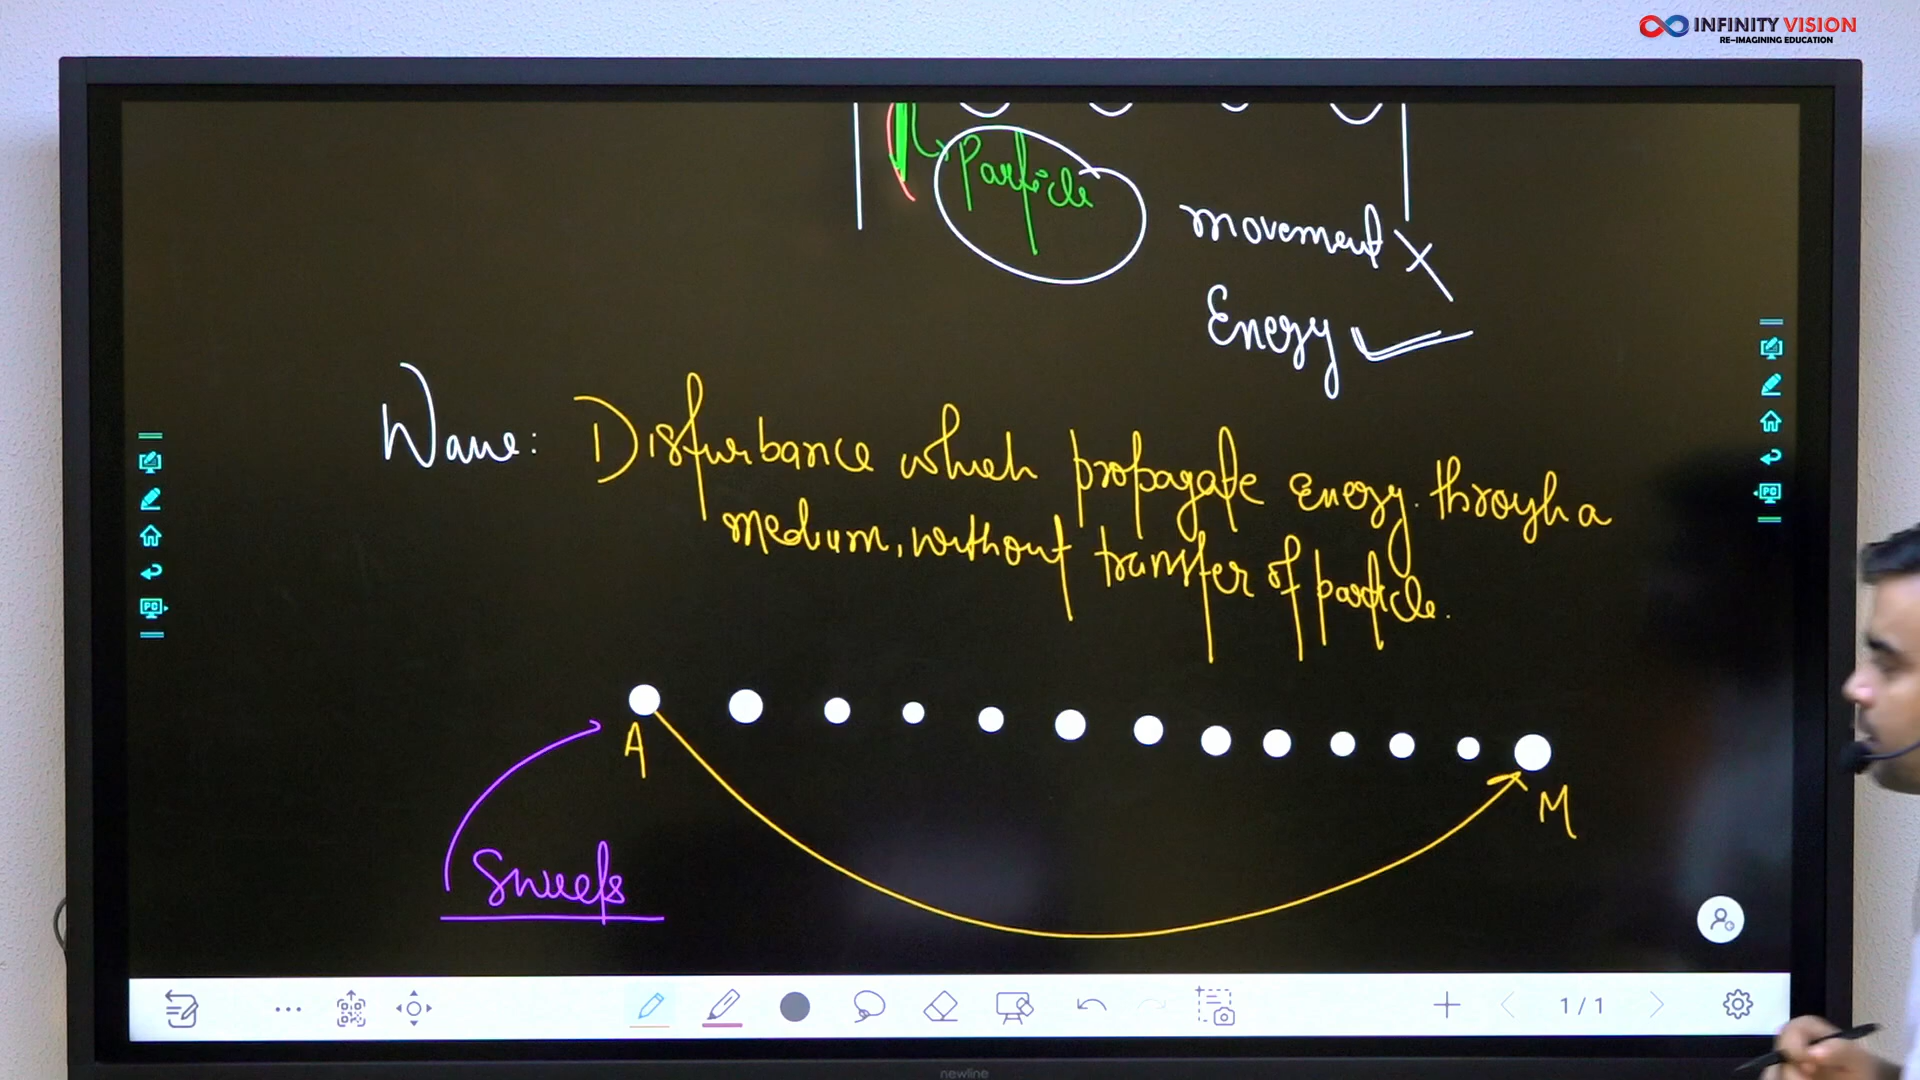 INFINITY VISION
RE-IMAGINING EDUCATION
Particle
movement X
Energy
Wave: Disturbance which propagate energy through a
medium, without transfer of particle.
A
M
Sweets
1/1
newline